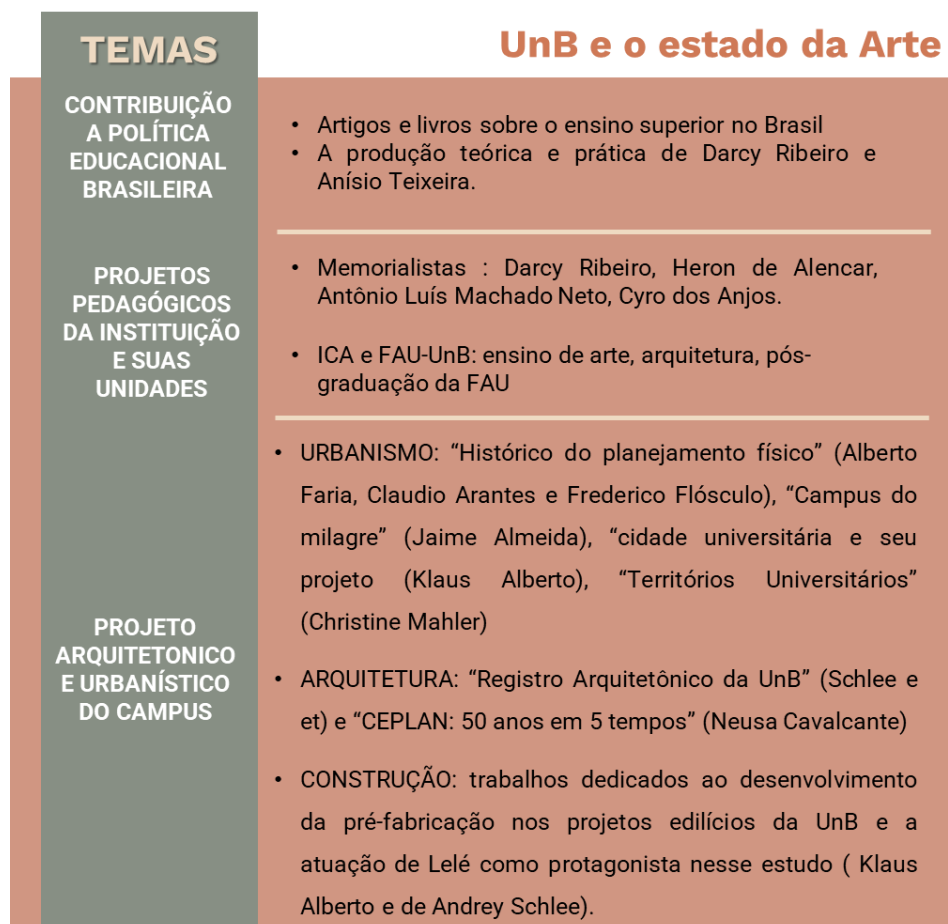 TEMAS
UnB e o estado da Arte
CONTRIBUIÇÃO
A POLÍTICA
EDUCACIONAL
BRASILEIRA
• Artigos e livros sobre o ensino superior no Brasil
• A produção teórica e prática de Darcy Ribeiro e
Anísio Teixeira.
PROJETOS
PEDAGÓGICOS
DA INSTITUIÇÃO
E SUAS
UNIDADES
• Memorialistas : Darcy Ribeiro, Heron de Alencar,
Antônio Luís Machado Neto, Cyro dos Anjos.
• ICA e FAU-UnB: ensino de arte, arquitetura, pós-
graduação da FAU
PROJETO
ARQUITETONICO
E URBANÍSTICO
DO CAMPUS
• URBANISMO: “Histórico do planejamento físico” (Alberto
Faria, Claudio Arantes e Frederico Flósculo), “Campus do
milagre” (Jaime Almeida), “cidade universitária e seu
projeto (Klaus Alberto), “Territórios Universitários”
(Christine Mahler)
• ARQUITETURA: “Registro Arquitetônico da UnB” (Schlee e
et) e “CEPLAN: 50 anos em 5 tempos” (Neusa Cavalcante)
• CONSTRUÇÃO: trabalhos dedicados ao desenvolvimento
da pré-fabricação nos projetos edilícios da UnB e a
atuação de Lelé como protagonista nesse estudo ( Klaus
Alberto e de Andrey Schlee).